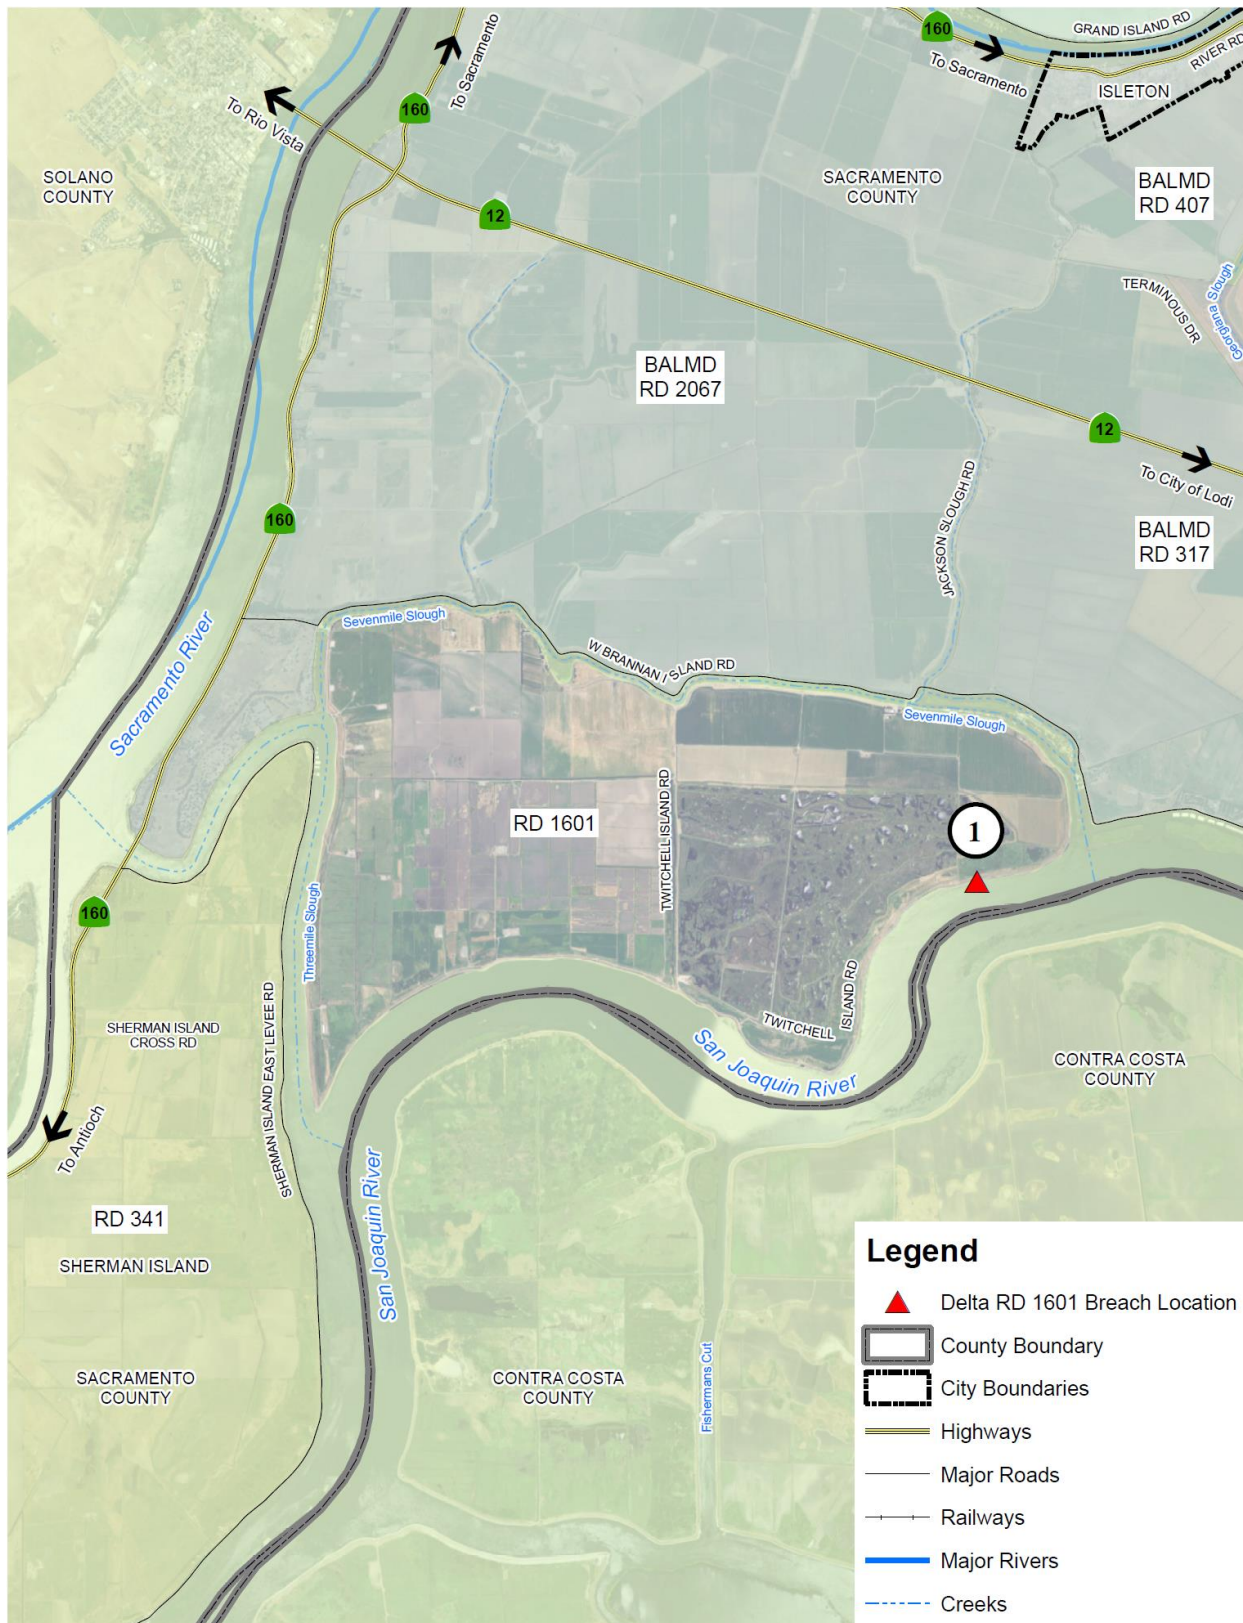 GRAND ISLAND RD
160
RIVER RD
To Sacramento
To Sacramento
ISLETON
160
To Rio Vista
SOLANO
COUNTY
SACRAMENTO
COUNTY
BALMD
RD 407
12
Georgiana Slough
TERMINOUS
DR
BALMD
RD 2067
12
To City of Lodi
160
JACKSON SLOUGH RD
BALMD
RD 317
Sevenmile Slough
W BRANNAN ISLAND RD
Sacramento River
Sevenmile Slough
TWITCHELL ISLAND RD
RD 1601
1
160
Threemile Slough
ISLAND RD
TWITCHELL
SHERMAN ISLAND
CROSS RD
SHERMAN ISLAND EAST LEVEE RD
San Joaquin River
CONTRA COSTA
COUNTY
To Antioch
San Joaquin River
RD 341
SHERMAN ISLAND
SACRAMENTO
COUNTY
CONTRA COSTA
COUNTY
Fishermans Cut
Legend
Delta RD 1601 Breach Location
County Boundary
City Boundaries
Highways
Major Roads
Railways
Major Rivers
Creeks